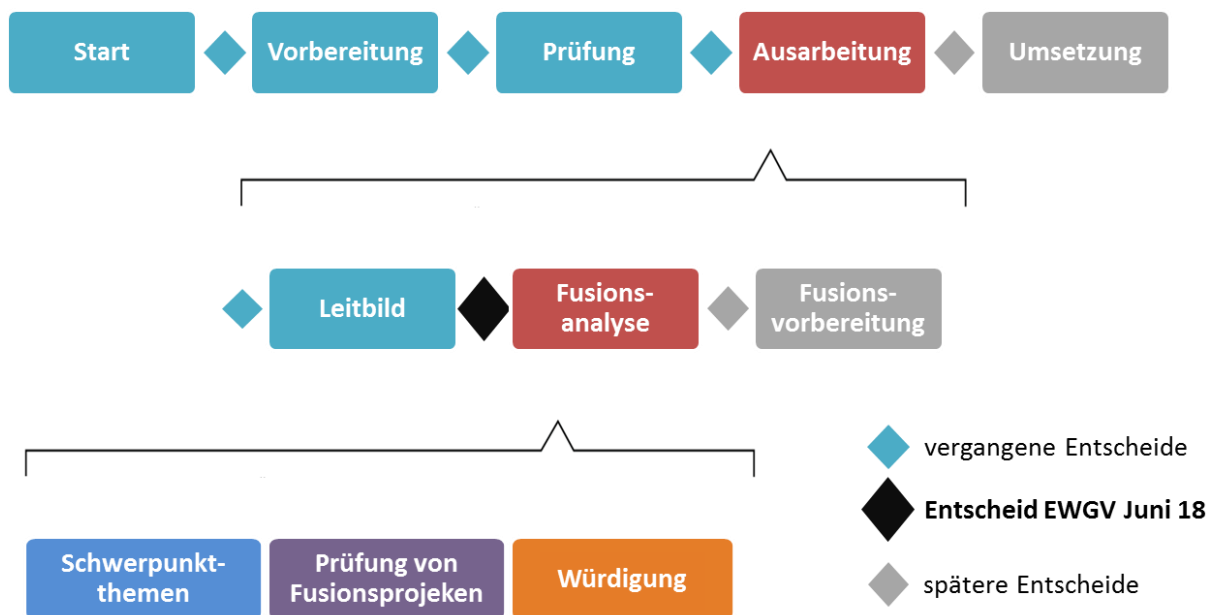 Start
Vorbereitung
Prüfung
Ausarbeitung
Umsetzung
Leitbild
Fusions-
analyse
Fusions-
vorbereitung
vergangene Entscheide
Entscheid EWGV Juni 18
spätere Entscheide
Schwerpunkt-
themen
Prüfung von
Fusionsprojeken
Würdigung